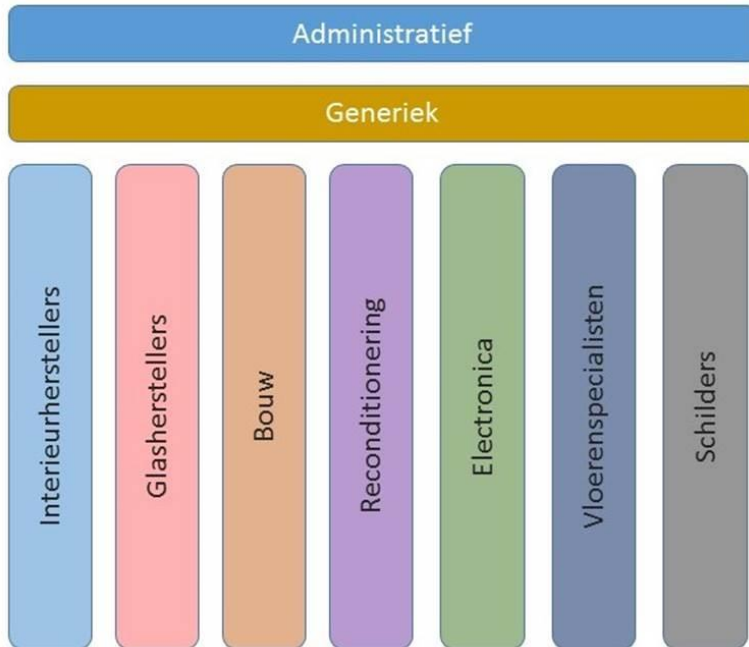 Administratief
Generiek
Interieurherstellers
Glasherstellers
Bouw
Reconditionering
Electronica
Vloerenspecialisten
Schilders